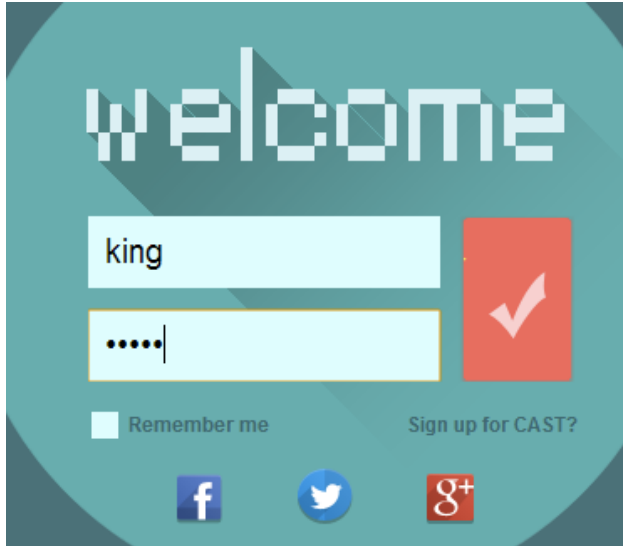 welcome
king
•••••
Remember me
Sign up for CAST?
f
g+